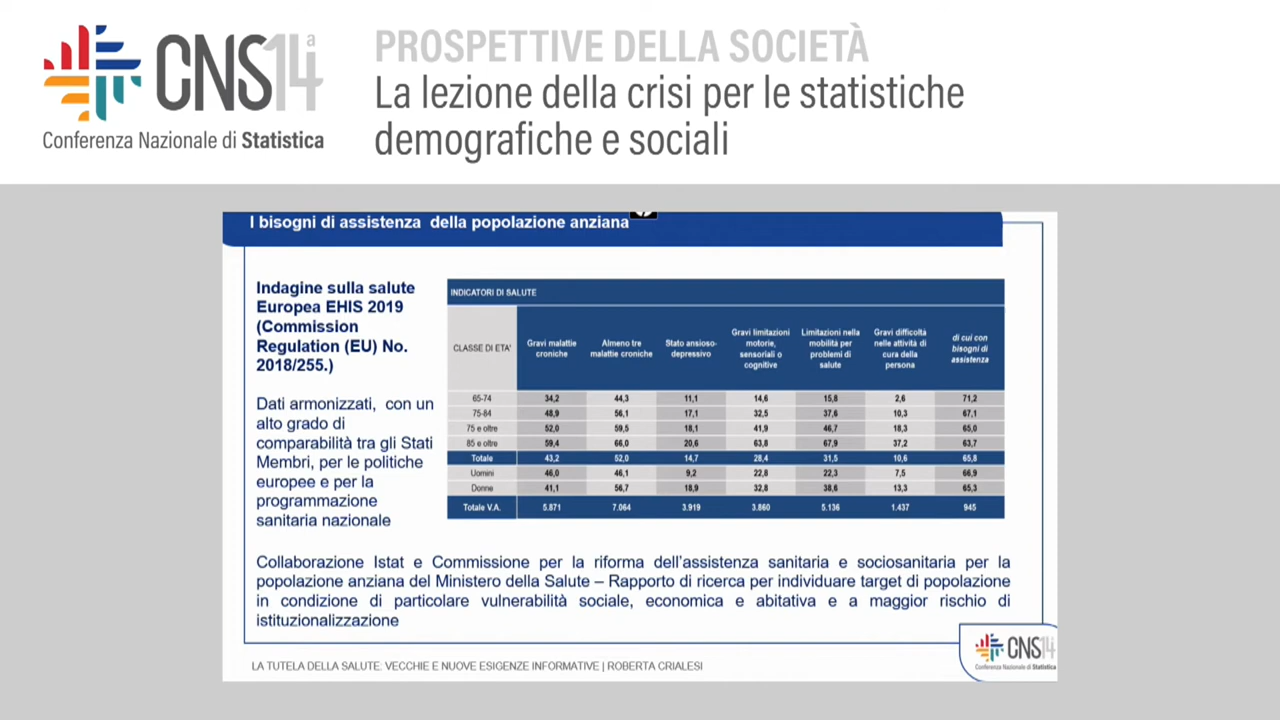 CNS14a
Conferenza Nazionale di Statistica
PROSPETTIVE DELLA SOCIETÀ
La lezione della crisi per le statistiche
demografiche e sociali
I bisogni di assistenza della popolazione anziana
Indagine sulla salute
Europea EHIS 2019
(Commission
Regulation (EU) No.
2018/255.)
Dati armonizzati, con un
alto grado di
comparabilità tra gli Stati
Membri, per le politiche
europee e per la
programmazione
sanitaria nazionale
INDICATORI DI SALUTE
CLASSE DI ETA' Gravi malattie croniche Almeno tre malattie croniche Stato ansioso-depressivo Gravi limitazioni motorie, sensoriali o cognitive Limitazioni nella mobilità per problemi di salute Gravi difficoltà nelle attività di cura della persona di cui con bisogni di assistenza
65-74 34,2 44,3 11,1 14,6 15,8 2,6 71,2
75-84 48,9 56,1 17,1 32,5 37,6 10,3 67,1
75 e oltre 52,0 59,5 18,1 41,9 46,7 18,3 65,0
85 e oltre 59,4 66,0 20,6 63,8 67,9 37,2 63,7
Totale 43,2 52,0 14,7 28,4 31,5 10,6 65,8
Uomini 46,0 46,1 9,2 22,8 22,3 7,5 66,9
Donne 41,1 56,7 18,9 32,8 38,6 13,3 65,3
Totale V.A. 5.871 7.064 3.919 3.860 5.136 1.437 945
Collaborazione Istat e Commissione per la riforma dell'assistenza sanitaria e sociosanitaria per la
popolazione anziana del Ministero della Salute – Rapporto di ricerca per individuare target di popolazione
in condizione di particolare vulnerabilità sociale, economica e abitativa e a maggior rischio di
istituzionalizzazione
LA TUTELA DELLA SALUTE: VECCHIE E NUOVE ESIGENZE INFORMATIVE | ROBERTA CRIALESI
CNS14
Conferenza Nazionale di Statistica